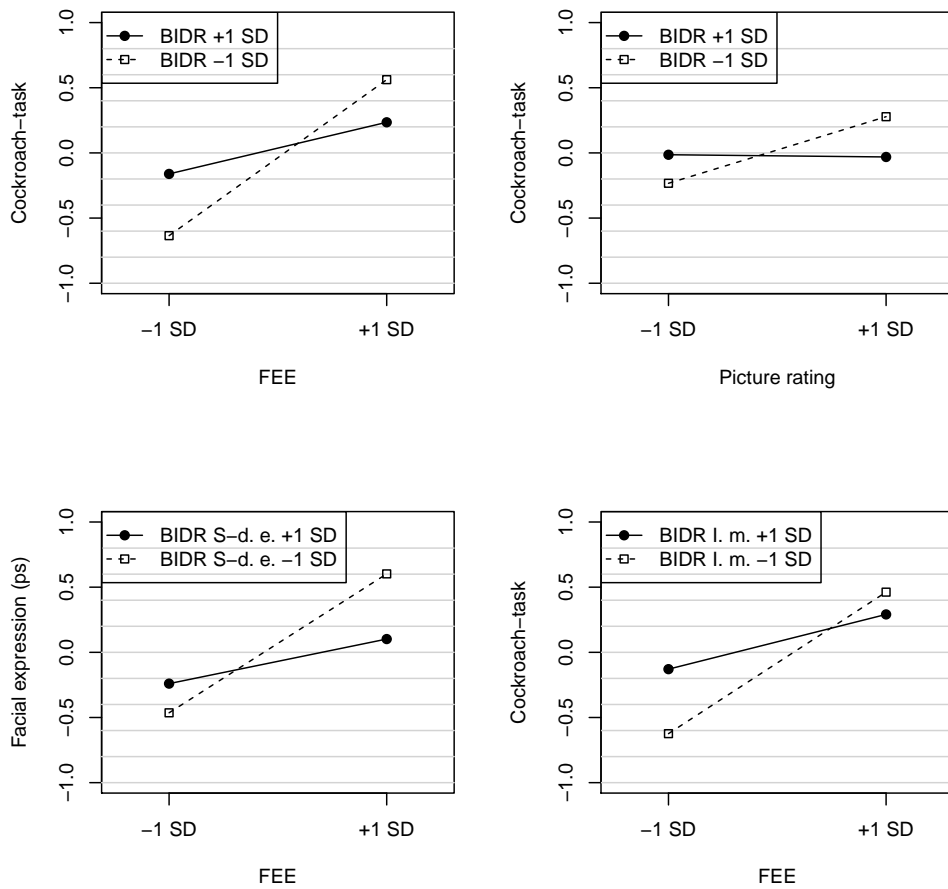 BIDR +1 SD
BIDR −1 SD
Cockroach−task
1.0
0.5
0.0
−0.5
−1.0
−1 SD
+1 SD
FEE
BIDR +1 SD
BIDR −1 SD
Cockroach−task
1.0
0.5
0.0
−0.5
−1.0
−1 SD
+1 SD
Picture rating
BIDR S−d. e. +1 SD
BIDR S−d. e. −1 SD
Facial expression (ps)
1.0
0.5
0.0
−0.5
−1.0
−1 SD
+1 SD
FEE
BIDR I. m. +1 SD
BIDR I. m. −1 SD
Cockroach−task
1.0
0.5
0.0
−0.5
−1.0
−1 SD
+1 SD
FEE